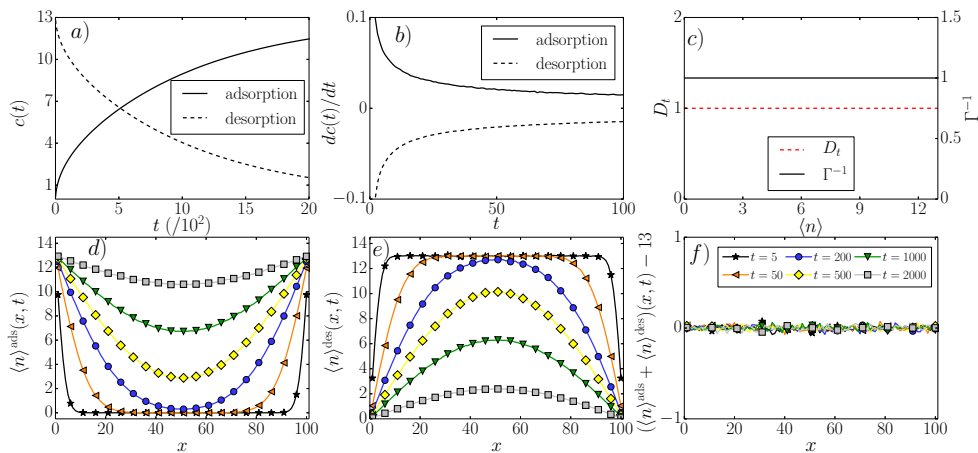 a)
13
10
7
4
1
c(t)
0
5
10
15
20
t (/10²)
adsorption
desorption
b)
0.1
0
−0.1
dc(t)/dt
0
50
100
t
adsorption
desorption
c)
2
1
0
D_t
1.5
1.0
0.5
0.0
Γ⁻¹
0
3
6
9
12
⟨n⟩
D_t
Γ⁻¹
d)
14
12
10
8
6
4
2
0
⟨n⟩^ads(x, t)
0
20
40
60
80
100
x
e)
14
12
10
8
6
4
2
0
⟨n⟩^des(x, t)
0
20
40
60
80
100
x
f)
1
0
−1
(⟨n⟩^ads + ⟨n⟩^des)(x, t) − 13
t = 5
t = 200
t = 1000
t = 50
t = 500
t = 2000
0
20
40
60
80
100
x